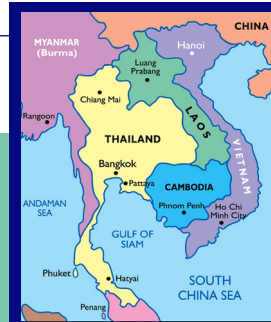 CHINA
MYANMAR
(Burma)
Hanoi
Luang
Prabang
Chiang Mai
LAOS
Rangoon
THAILAND
VIETNAM
Bangkok
Pattaya
CAMBODIA
ANDAMAN
SEA
Phnom Penh
Ho Chi
Minh City
GULF OF
SIAM
Phuket
Hatyai
SOUTH
CHINA SEA
Penang